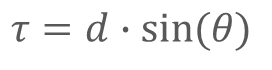 τ = d · sin(θ)